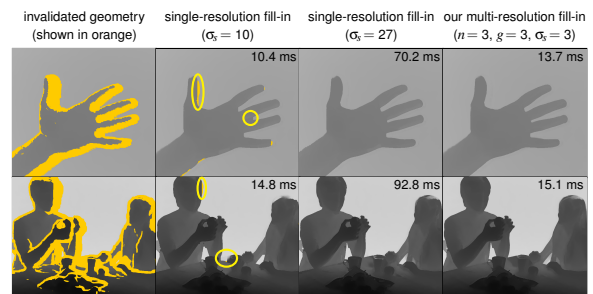 invalidated geometry
(shown in orange)
single-resolution fill-in
(σs = 10)
single-resolution fill-in
(σs = 27)
our multi-resolution fill-in
(n = 3, g = 3, σs = 3)
10.4 ms
70.2 ms
13.7 ms
14.8 ms
92.8 ms
15.1 ms